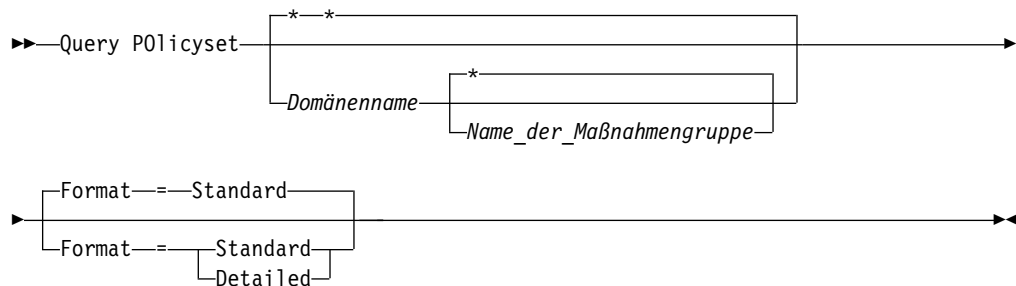 * *
Query POlicyset
*
Domänenname
Name_der_Maßnahmengruppe
Format = Standard
Format = Standard
Detailed